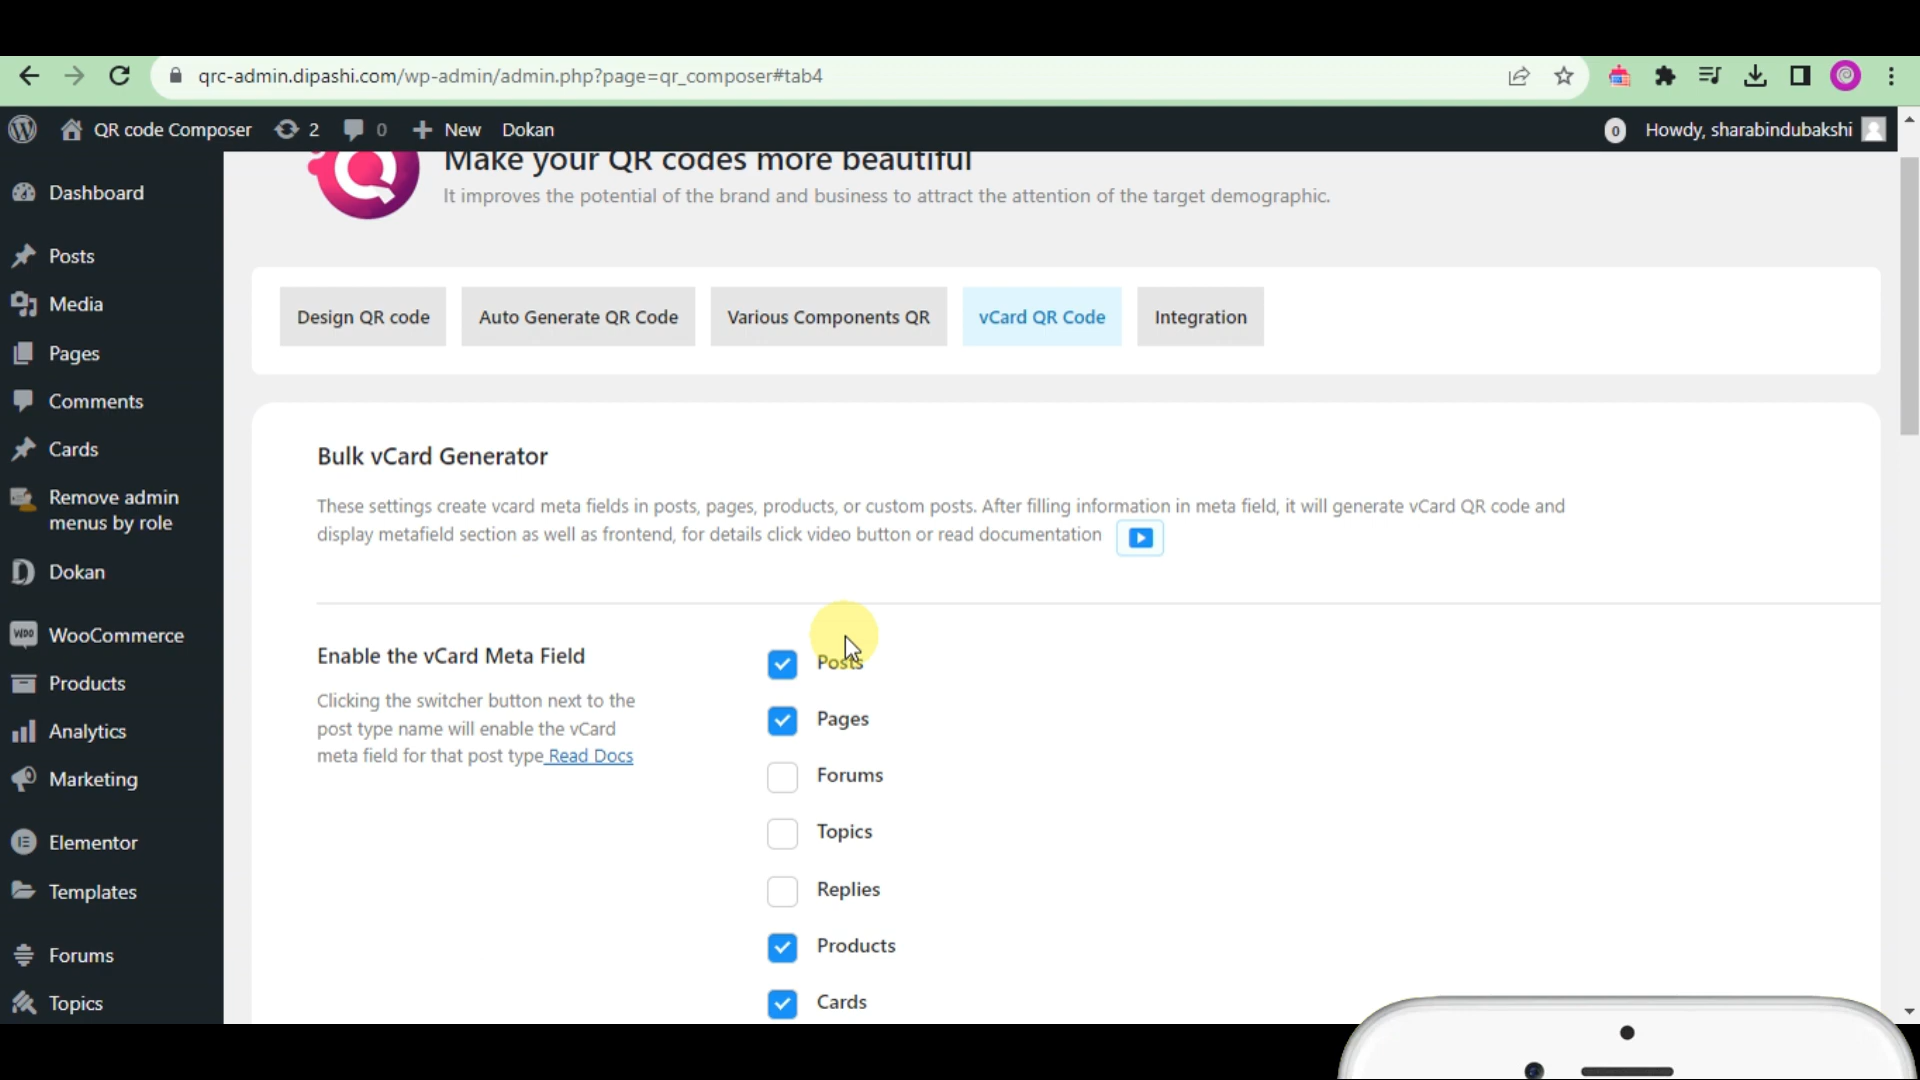 qrc-admin.dipashi.com/wp-admin/admin.php?page=qr_composer#tab4
QR code Composer
2
0
New
Dokan
0
Howdy, sharabindubakshi
Make your QR codes more beautiful
It improves the potential of the brand and business to attract the attention of the target demographic.
Dashboard
Posts
Media
Pages
Comments
Cards
Remove admin
menus by role
Dokan
WooCommerce
Products
Analytics
Marketing
Elementor
Templates
Forums
Topics
Design QR code
Auto Generate QR Code
Various Components QR
vCard QR Code
Integration
Bulk vCard Generator
These settings create vcard meta fields in posts, pages, products, or custom posts. After filling information in meta field, it will generate vCard QR code and
display metafield section as well as frontend, for details click video button or read documentation
Enable the vCard Meta Field
Clicking the switcher button next to the
post type name will enable the vCard
meta field for that post type Read Docs
Posts
Pages
Forums
Topics
Replies
Products
Cards